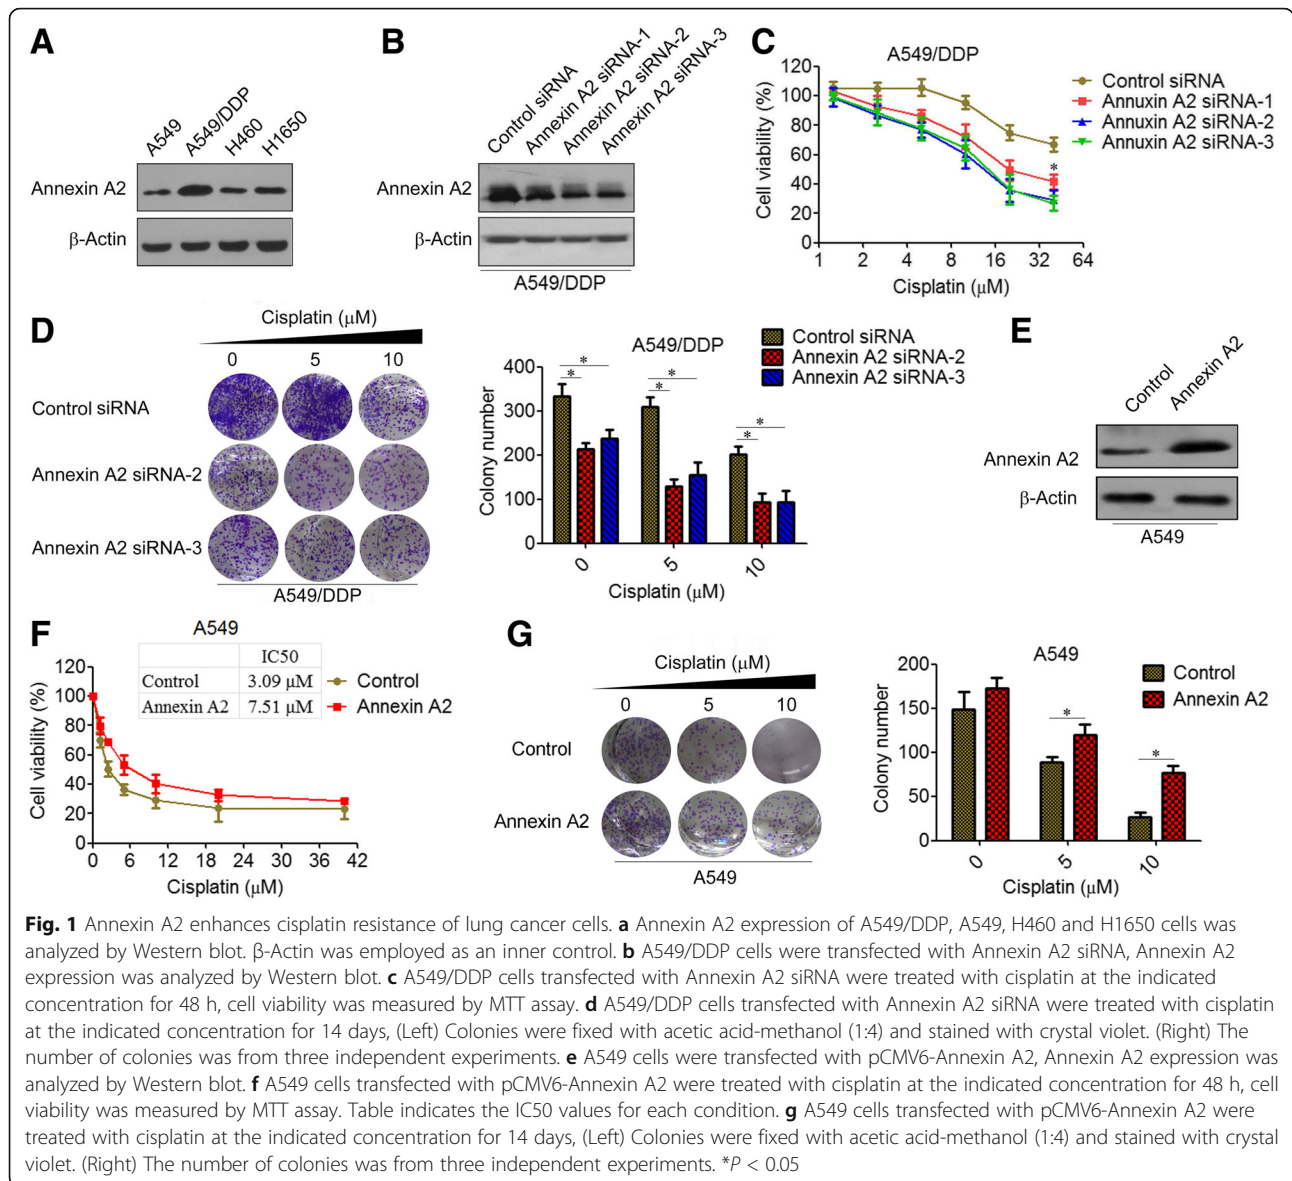 A
A549
A549/DDP
H460
H1650
Annexin A2
β-Actin
B
Control siRNA
Annexin A2 siRNA-1
Annexin A2 siRNA-2
Annexin A2 siRNA-3
Annexin A2
β-Actin
A549/DDP
C
A549/DDP
Cell viability (%)
120
100
80
60
40
20
0
1 2 4 8 16 32 64
Cisplatin (μM)
*
Control siRNA
Annuxin A2 siRNA-1
Annuxin A2 siRNA-2
Annuxin A2 siRNA-3
D
Cisplatin (μM)
0 5 10
Control siRNA
Annexin A2 siRNA-2
Annexin A2 siRNA-3
A549/DDP
A549/DDP
Control siRNA
Annexin A2 siRNA-2
Annexin A2 siRNA-3
Colony number
400
300
200
100
0
* * * * * *
0 5 10
Cisplatin (μM)
E
Control
Annexin A2
Annexin A2
β-Actin
A549
F
A549
IC50
Control 3.09 μM
Annexin A2 7.51 μM
Control
Annexin A2
Cell viability (%)
120
100
80
60
40
20
0
0 6 12 18 24 30 36 42
Cisplatin (μM)
G
Cisplatin (μM)
0 5 10
Control
Annexin A2
A549
A549
Control
Annexin A2
Colony number
200
150
100
50
0
* *
0 5 10
Cisplatin (μM)
Fig. 1 Annexin A2 enhances cisplatin resistance of lung cancer cells. a Annexin A2 expression of A549/DDP, A549, H460 and H1650 cells was
analyzed by Western blot. β-Actin was employed as an inner control. b A549/DDP cells were transfected with Annexin A2 siRNA, Annexin A2
expression was analyzed by Western blot. c A549/DDP cells transfected with Annexin A2 siRNA were treated with cisplatin at the indicated
concentration for 48 h, cell viability was measured by MTT assay. d A549/DDP cells transfected with Annexin A2 siRNA were treated with cisplatin
at the indicated concentration for 14 days, (Left) Colonies were fixed with acetic acid-methanol (1:4) and stained with crystal violet. (Right) The
number of colonies was from three independent experiments. e A549 cells were transfected with pCMV6-Annexin A2, Annexin A2 expression was
analyzed by Western blot. f A549 cells transfected with pCMV6-Annexin A2 were treated with cisplatin at the indicated concentration for 48 h, cell
viability was measured by MTT assay. Table indicates the IC50 values for each condition. g A549 cells transfected with pCMV6-Annexin A2 were
treated with cisplatin at the indicated concentration for 14 days, (Left) Colonies were fixed with acetic acid-methanol (1:4) and stained with crystal
violet. (Right) The number of colonies was from three independent experiments. *P < 0.05